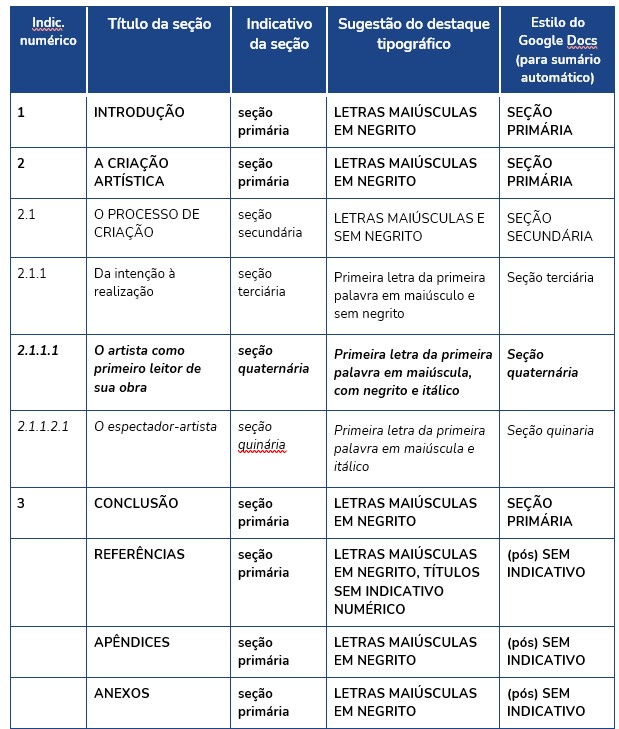 Indic. numérico
Título da seção
Indicativo da seção
Sugestão do destaque tipográfico
Estilo do Google Docs (para sumário automático)
1
INTRODUÇÃO
seção primária
LETRAS MAIÚSCULAS EM NEGRITO
SEÇÃO PRIMÁRIA
2
A CRIAÇÃO ARTÍSTICA
seção primária
LETRAS MAIÚSCULAS EM NEGRITO
SEÇÃO PRIMÁRIA
2.1
O PROCESSO DE CRIAÇÃO
seção secundária
LETRAS MAIÚSCULAS E SEM NEGRITO
SEÇÃO SECUNDÁRIA
2.1.1
Da intenção à realização
seção terciária
Primeira letra da primeira palavra em maiúsculo e sem negrito
Seção terciária
2.1.1.1
O artista como primeiro leitor de sua obra
seção quaternária
Primeira letra da primeira palavra em maiúscula, com negrito e itálico
Seção quaternária
2.1.1.2.1
O espectador-artista
seção quinária
Primeira letra da primeira palavra em maiúscula e itálico
Seção quinaria
3
CONCLUSÃO
seção primária
LETRAS MAIÚSCULAS EM NEGRITO
SEÇÃO PRIMÁRIA
REFERÊNCIAS
seção primária
LETRAS MAIÚSCULAS EM NEGRITO, TÍTULOS SEM INDICATIVO NUMÉRICO
(pós) SEM INDICATIVO
APÊNDICES
seção primária
LETRAS MAIÚSCULAS EM NEGRITO
(pós) SEM INDICATIVO
ANEXOS
seção primária
LETRAS MAIÚSCULAS EM NEGRITO
(pós) SEM INDICATIVO